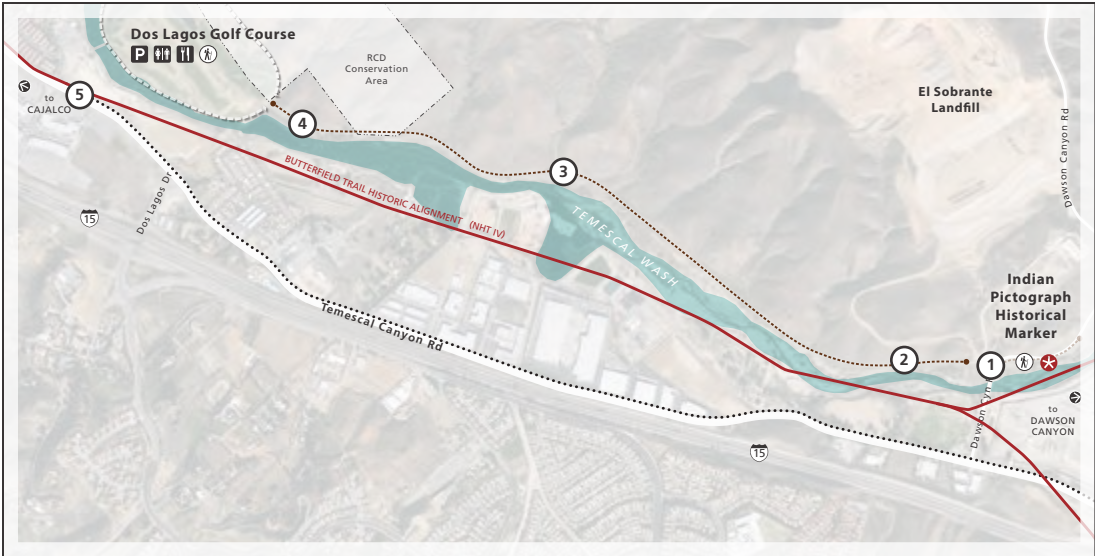 Dos Lagos Golf Course
P
RCD
Conservation
Area
El Sobrante
Landfill
Dawson Canyon Rd
5
to
CAJALCO
4
3
BUTTERFIELD TRAIL HISTORIC ALIGNMENT (NHT IV)
TEMESCAL WASH
Dos Lagos Dr
15
Indian
Pictograph
Historical
Marker
Temescal Canyon Rd
2
1
Dawson Cyn
to
DAWSON
CANYON
15